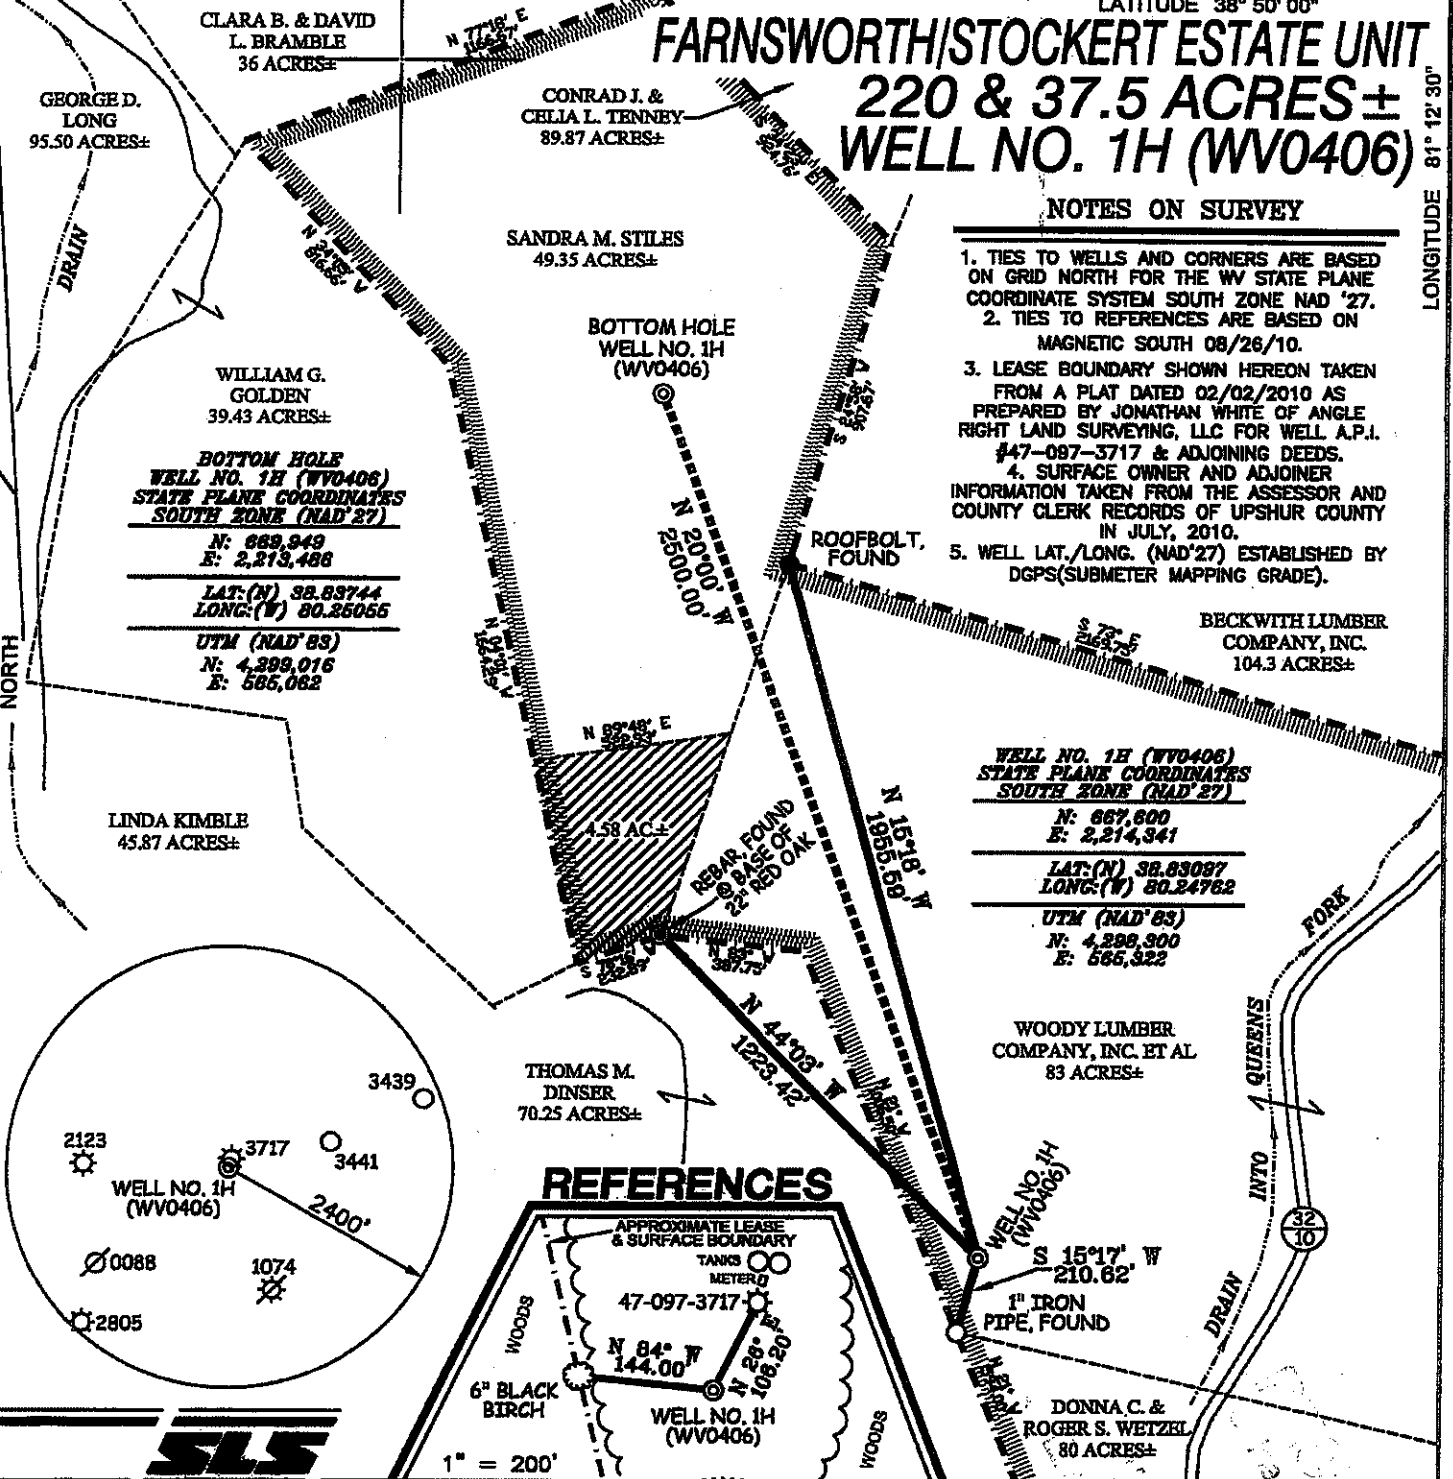 LATITUDE 38° 50' 00"
FARNSWORTH/STOCKERT ESTATE UNIT
220 & 37.5 ACRES±
WELL NO. 1H (WV0406)
LONGITUDE 81° 12' 30"
CLARA B. & DAVID
L. BRAMBLE
36 ACRES±
N 77°18' E
GEORGE D.
LONG
95.50 ACRES±
CONRAD J. &
CELIA L. TENNEY
89.87 ACRES±
DRAIN
SANDRA M. STILES
49.35 ACRES±
NOTES ON SURVEY
1. TIES TO WELLS AND CORNERS ARE BASED
ON GRID NORTH FOR THE WV STATE PLANE
COORDINATE SYSTEM SOUTH ZONE NAD '27.
2. TIES TO REFERENCES ARE BASED ON
MAGNETIC SOUTH 08/26/10.
3. LEASE BOUNDARY SHOWN HEREON TAKEN
FROM A PLAT DATED 02/02/2010 AS
PREPARED BY JONATHAN WHITE OF ANGLE
RIGHT LAND SURVEYING, LLC FOR WELL A.P.I.
#47-097-3717 & ADJOINING DEEDS.
4. SURFACE OWNER AND ADJOINER
INFORMATION TAKEN FROM THE ASSESSOR AND
COUNTY CLERK RECORDS OF UPSHUR COUNTY
IN JULY, 2010.
5. WELL LAT./LONG. (NAD'27) ESTABLISHED BY
DGPS(SUBMETER MAPPING GRADE).
BOTTOM HOLE
WELL NO. 1H
(WV0406)
WILLIAM G.
GOLDEN
39.43 ACRES±
BOTTOM HOLE
WELL NO. 1H (WV0406)
STATE PLANE COORDINATES
SOUTH ZONE (NAD'27)
N: 669,949
E: 2,213,486
LAT:(N) 38.83744
LONG:(W) 80.25055
UTM (NAD'83)
N: 4,299,016
E: 565,062
N 20°00' W
2500.00'
ROOFBOLT,
FOUND
S 73° E
BECKWITH LUMBER
COMPANY, INC.
104.3 ACRES±
NORTH
N 89°48' E
4.58 AC±
REBAR, FOUND
@ BASE OF
22" RED OAK
N 15°18' W
1955.59'
WELL NO. 1H (WV0406)
STATE PLANE COORDINATES
SOUTH ZONE (NAD'27)
N: 667,600
E: 2,214,341
LAT:(N) 38.83097
LONG:(W) 80.24762
UTM (NAD'83)
N: 4,298,300
E: 565,322
LINDA KIMBLE
45.87 ACRES±
232.89'
387.75'
N 44°03' W
1223.42'
THOMAS M.
DINSER
70.25 ACRES±
WOODY LUMBER
COMPANY, INC. ET AL
83 ACRES±
DRAIN INTO QUEENS FORK
32
10
3439
2123
3717
3441
WELL NO. 1H
(WV0406)
2400'
0088
1074
2805
WELL NO. 1H
(WV0406)
S 15°17' W
210.62'
1" IRON
PIPE, FOUND
DONNA C. &
ROGER S. WETZEL
80 ACRES±
REFERENCES
APPROXIMATE LEASE
& SURFACE BOUNDARY
TANKS
METER
47-097-3717
WOODS
N 84° W
144.00'
N 28° E
106.20'
6" BLACK
BIRCH
WELL NO. 1H
(WV0406)
WOODS
1" = 200'
SLS